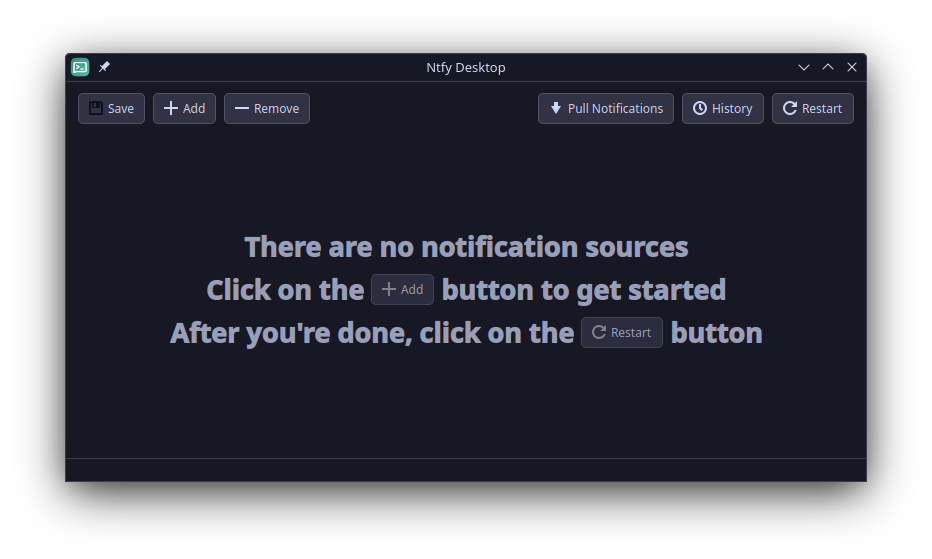 Ntfy Desktop
Save Add Remove Pull Notifications History Restart
There are no notification sources
Click on the Add button to get started
After you're done, click on the Restart button